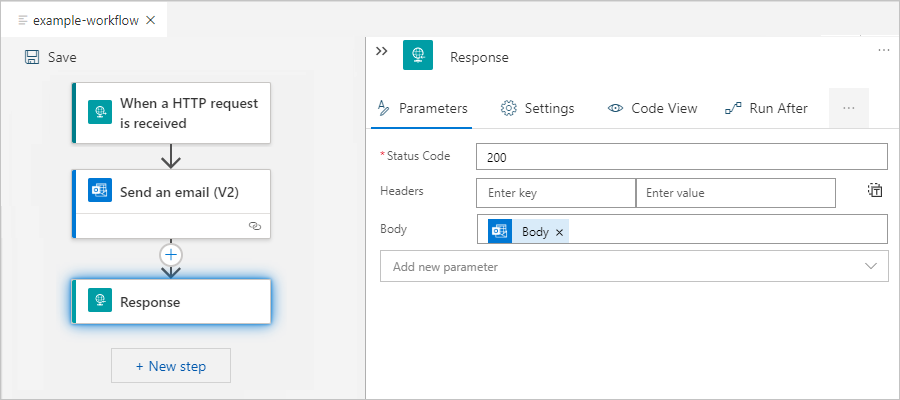 example-workflow
Save
When a HTTP request
is received
Send an email (V2)
Response
+ New step
Response
Parameters
Settings
Code View
Run After
*Status Code
200
Headers
Enter key
Enter value
Body
Body
Add new parameter